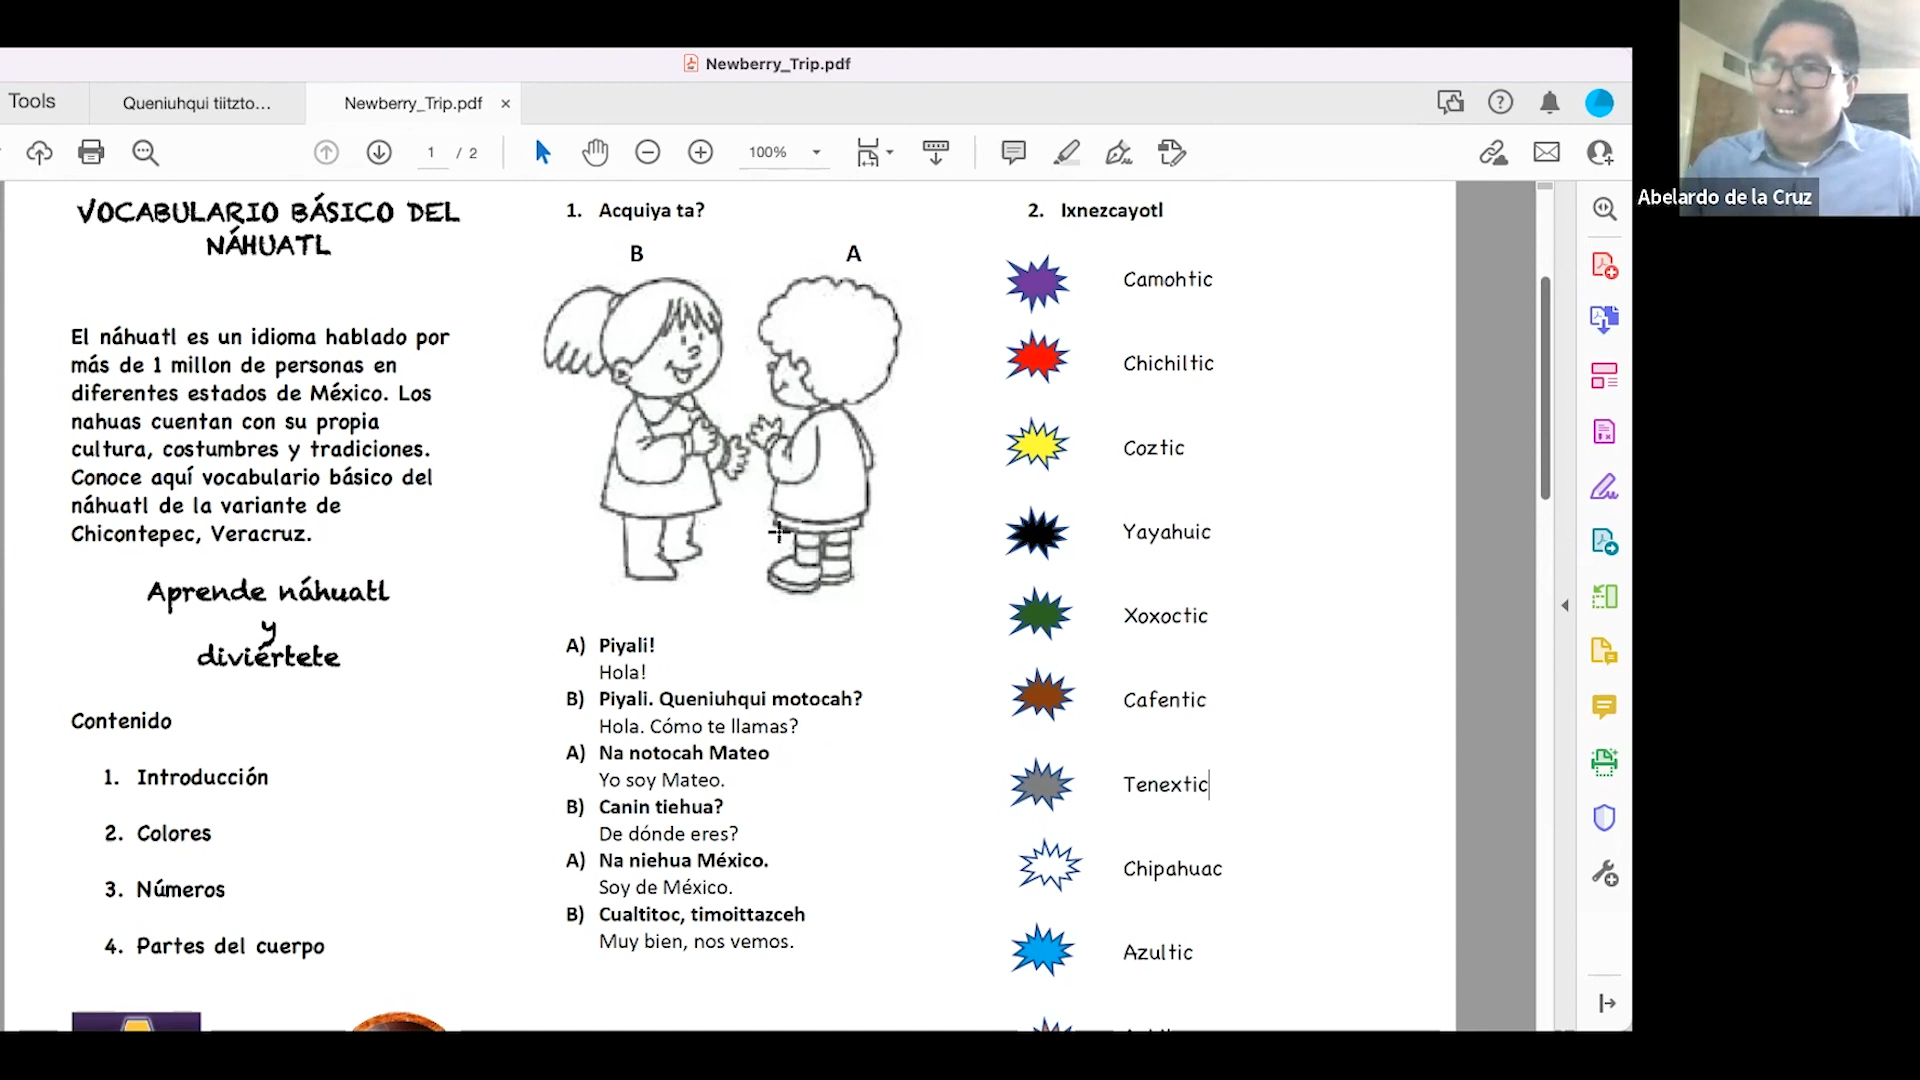 Newberry_Trip.pdf
Tools
Queniuhqui tiitzto...
Newberry_Trip.pdf
1 / 2
100%
Abelardo de la Cruz
VOCABULARIO BÁSICO DEL
NÁHUATL
El náhuatl es un idioma hablado por
más de 1 millon de personas en
diferentes estados de México. Los
nahuas cuentan con su propia
cultura, costumbres y tradiciones.
Conoce aquí vocabulario básico del
náhuatl de la variante de
Chicontepec, Veracruz.
Aprende náhuatl
y
diviértete
Contenido
1. Introducción
2. Colores
3. Números
4. Partes del cuerpo
1. Acquiya ta?
B A
A) Piyali!
Hola!
B) Piyali. Queniuhqui motocah?
Hola. Cómo te llamas?
A) Na notocah Mateo
Yo soy Mateo.
B) Canin tiehua?
De dónde eres?
A) Na niehua México.
Soy de México.
B) Cualtitoc, timoittazceh
Muy bien, nos vemos.
2. Ixnezcayotl
Camohtic
Chichiltic
Coztic
Yayahuic
Xoxoctic
Cafentic
Tenextic
Chipahuac
Azultic